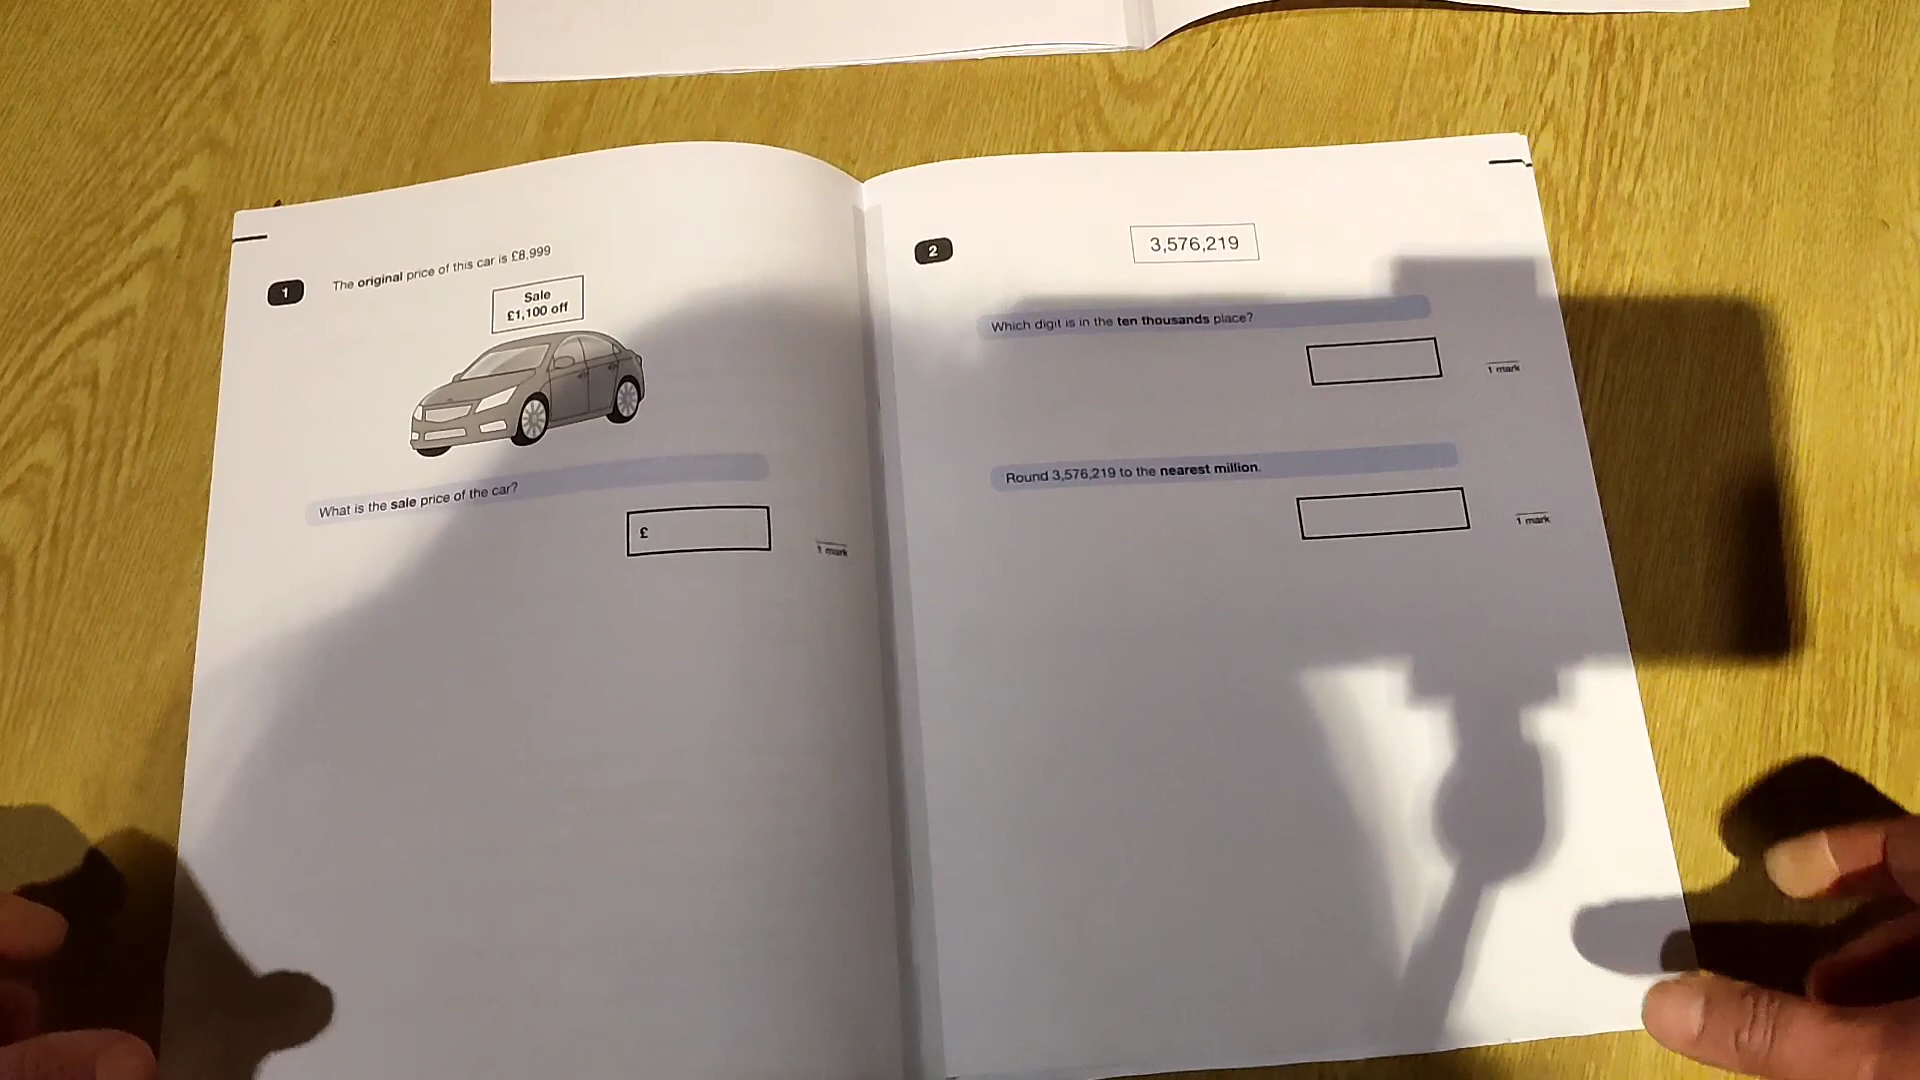 1
The original price of this car is £8,999
Sale
£1,100 off
What is the sale price of the car?
£
1 mark
2
3,576,219
Which digit is in the ten thousands place?
1 mark
Round 3,576,219 to the nearest million.
1 mark